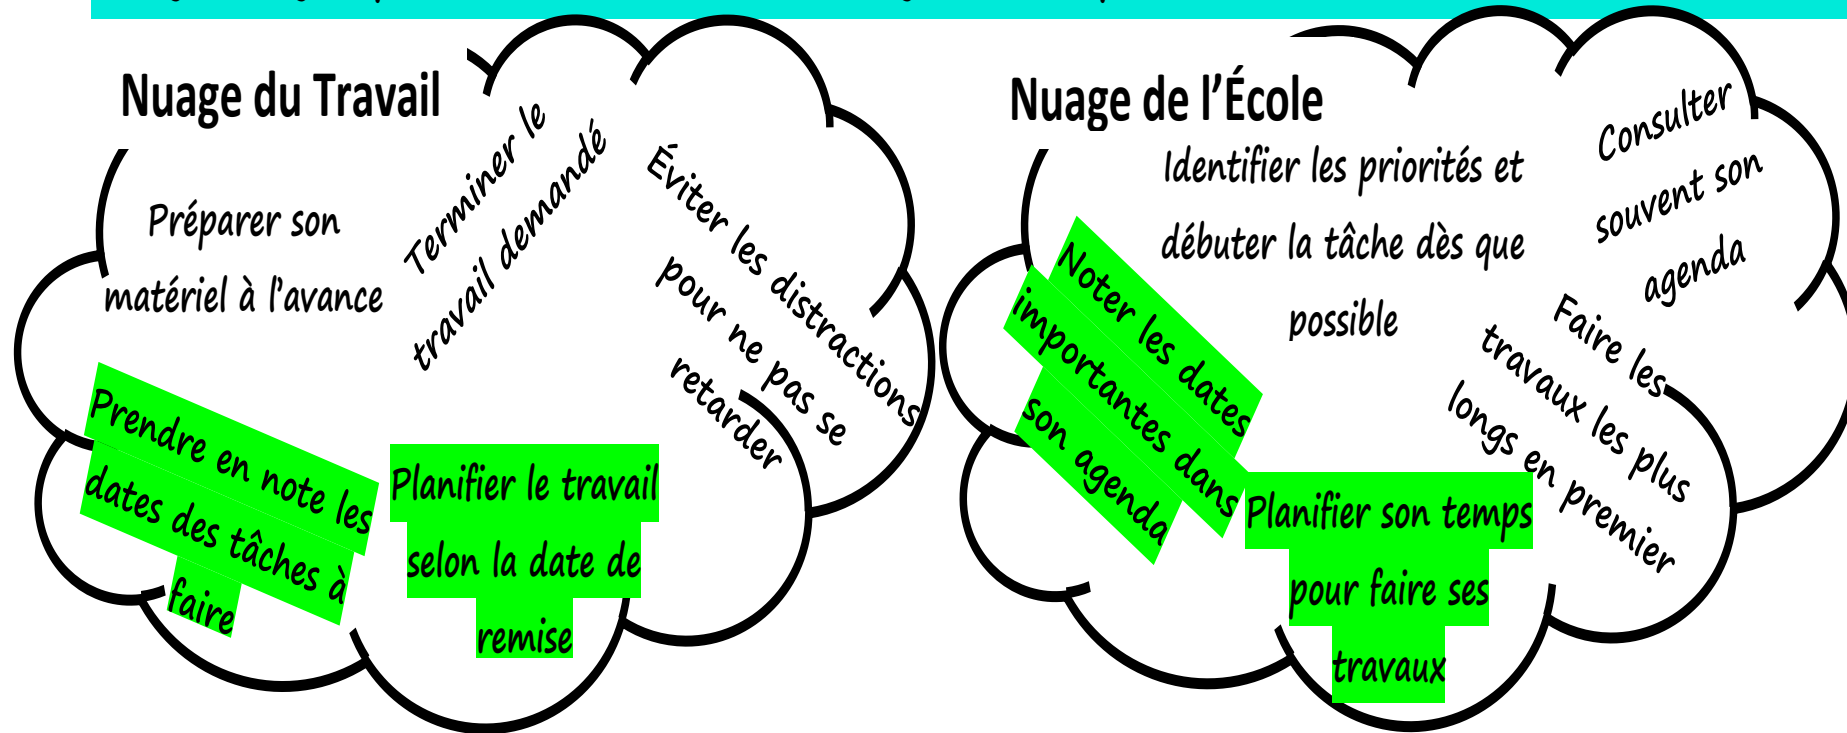 Nuage du Travail
Préparer son
matériel à l'avance
Terminer le
travail demandé
Éviter les distractions
pour ne pas se
retarder
Prendre en note les
dates des tâches à
faire
Planifier le travail
selon la date de
remise
Nuage de l'École
Identifier les priorités et
débuter la tâche dès que
possible
Consulter
souvent son
agenda
Noter les dates
importantes dans
son agenda
Faire les
travaux les plus
longs en premier
Planifier son temps
pour faire ses
travaux